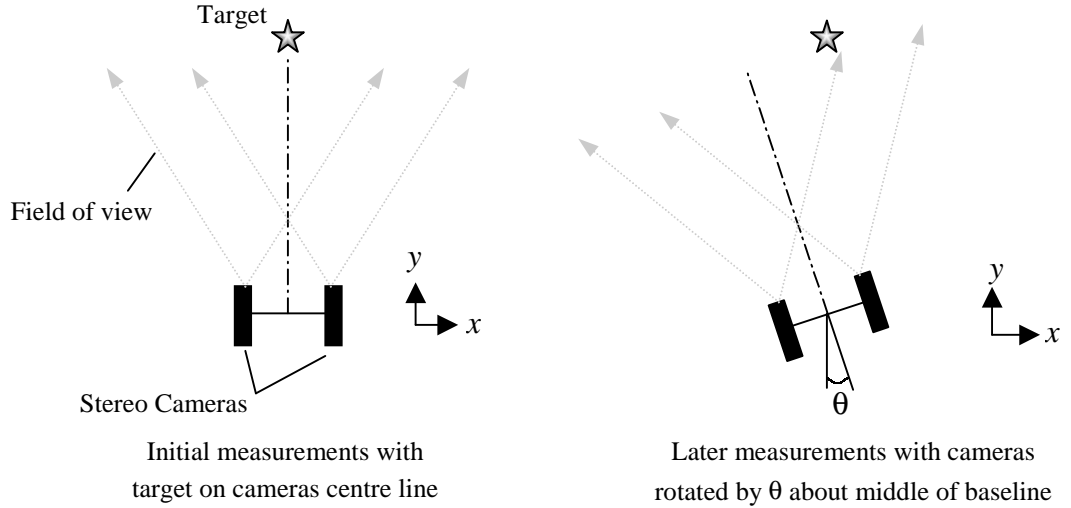 Target
Field of view
y
x
Stereo Cameras
Initial measurements with
target on cameras centre line
y
x
θ
Later measurements with cameras
rotated by θ about middle of baseline